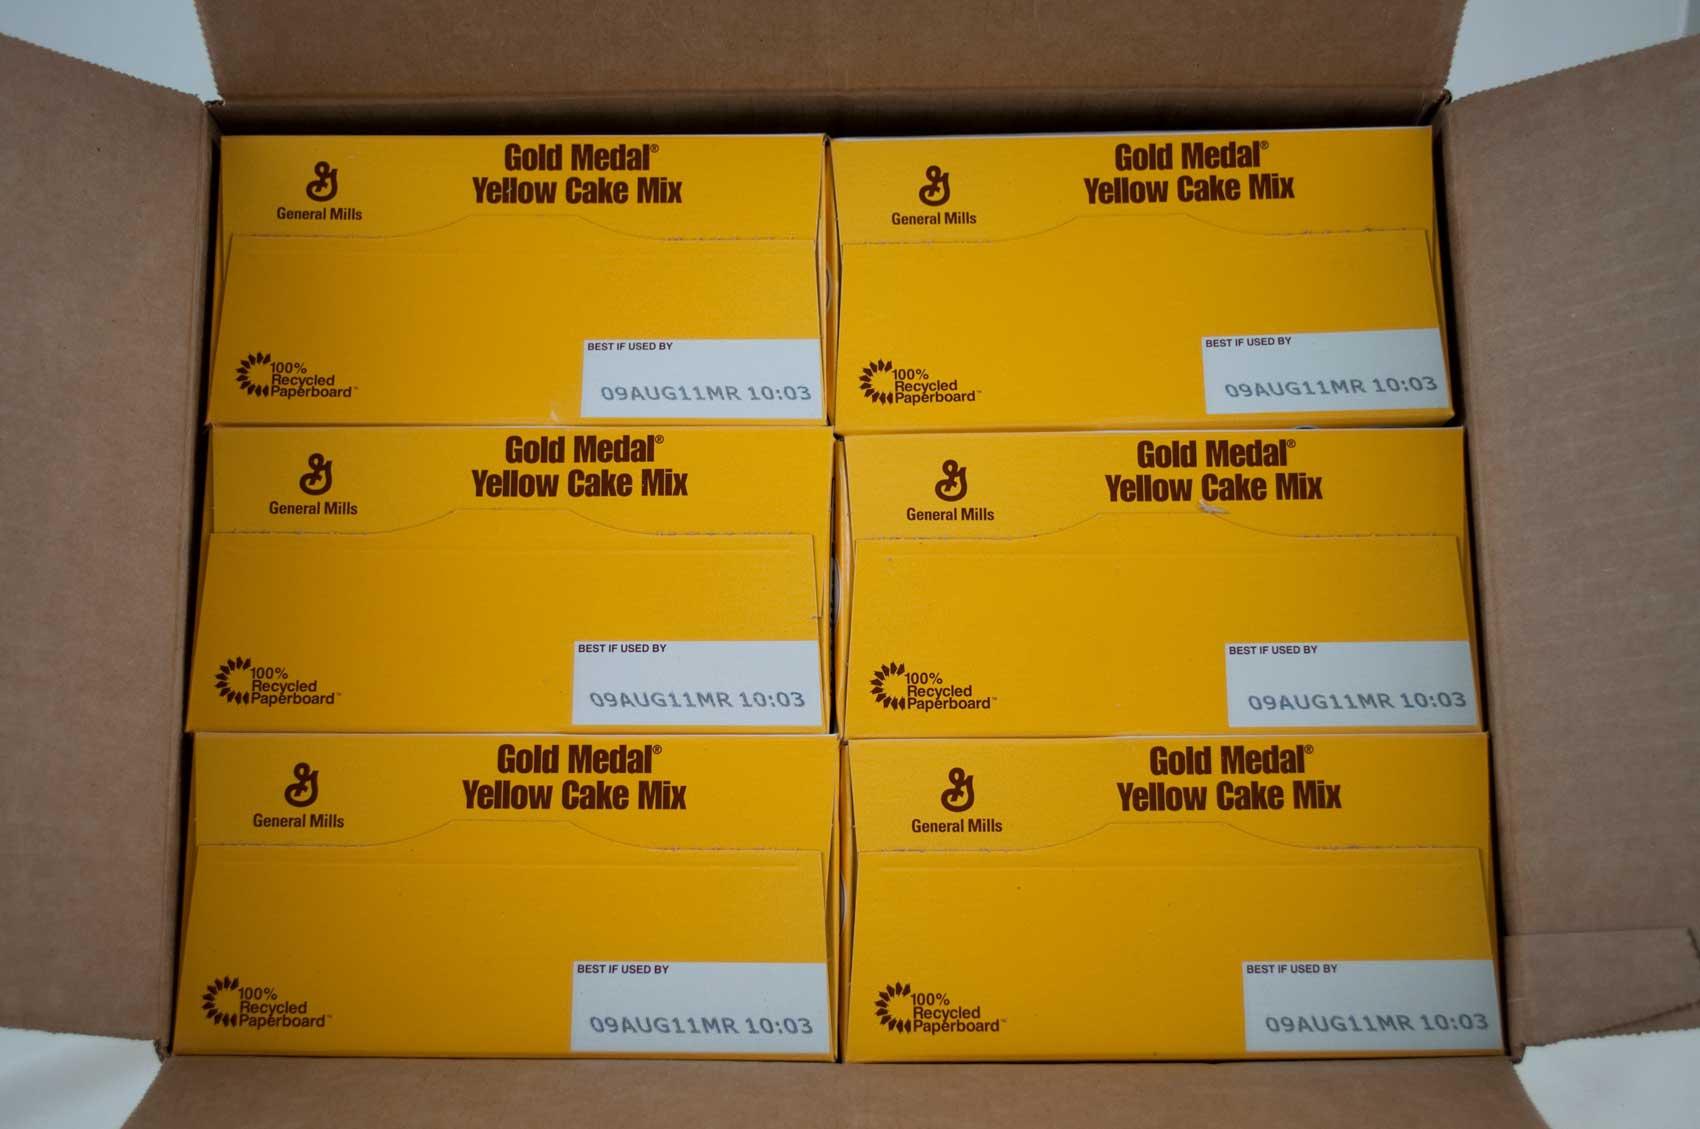 Gold Medal®
Yellow Cake Mix
General Mills
BEST IF USED BY
09AUG11MR 10:03
100%
Recycled
Paperboard™
Gold Medal®
Yellow Cake Mix
General Mills
BEST IF USED BY
09AUG11MR 10:03
100%
Recycled
Paperboard™
Gold Medal®
Yellow Cake Mix
General Mills
BEST IF USED BY
09AUG11MR 10:03
100%
Recycled
Paperboard™
Gold Medal®
Yellow Cake Mix
General Mills
BEST IF USED BY
09AUG11MR 10:03
100%
Recycled
Paperboard™
Gold Medal®
Yellow Cake Mix
General Mills
BEST IF USED BY
09AUG11MR 10:03
100%
Recycled
Paperboard™
Gold Medal®
Yellow Cake Mix
General Mills
BEST IF USED BY
09AUG11MR 10:03
100%
Recycled
Paperboard™